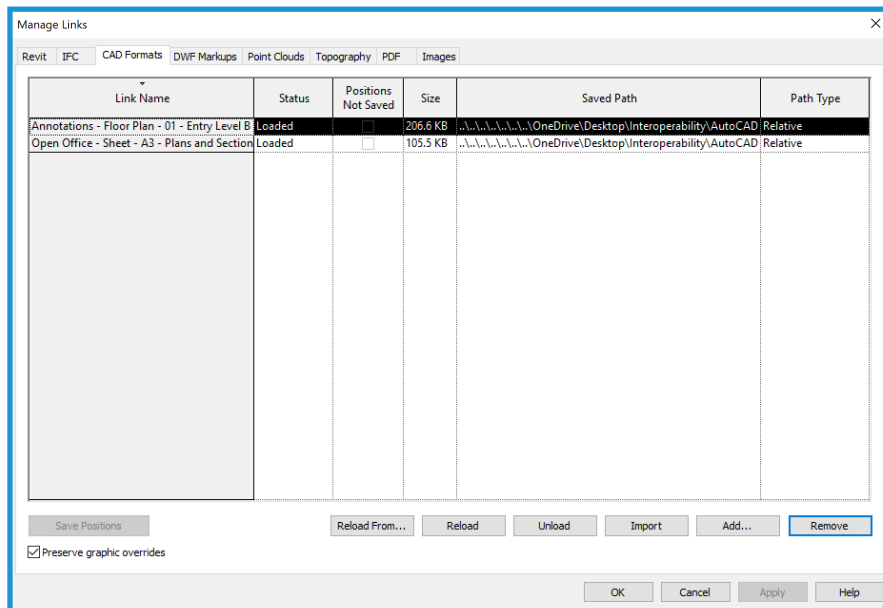 Manage Links
Revit IFC CAD Formats DWF Markups Point Clouds Topography PDF Images
Link Name Status Positions Not Saved Size Saved Path Path Type
Annotations - Floor Plan - 01 - Entry Level B Loaded 206.6 KB ..\..\..\..\..\..\OneDrive\Desktop\Interoperability\AutoCAD Relative
Open Office - Sheet - A3 - Plans and Section Loaded 105.5 KB ..\..\..\..\..\..\OneDrive\Desktop\Interoperability\AutoCAD Relative
Save Positions Reload From... Reload Unload Import Add... Remove
Preserve graphic overrides
OK Cancel Apply Help